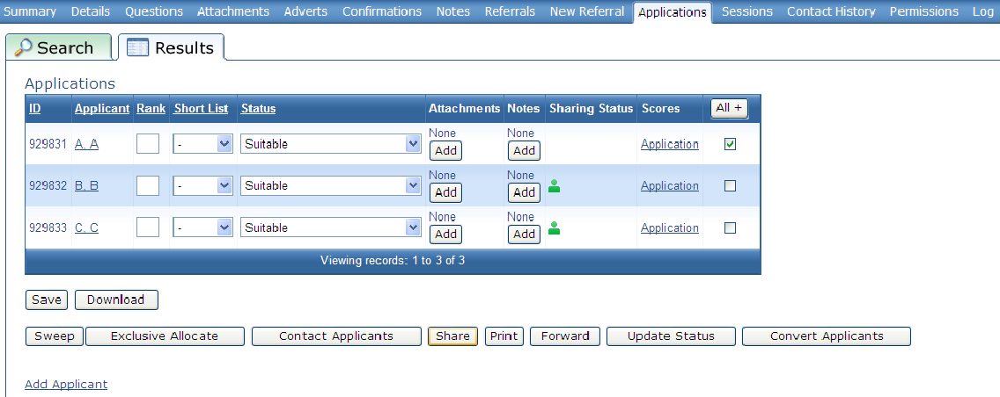 Summary Details Questions Attachments Adverts Confirmations Notes Referrals New Referral Applications Sessions Contact History Permissions Log
Search Results
Applications
ID Applicant Rank Short List Status Attachments Notes Sharing Status Scores All +
929831 A, A - Suitable None Add None Add Application
929832 B, B - Suitable None Add None Add Application
929833 C, C - Suitable None Add None Add Application
Viewing records: 1 to 3 of 3
Save Download
Sweep Exclusive Allocate Contact Applicants Share Print Forward Update Status Convert Applicants
Add Applicant